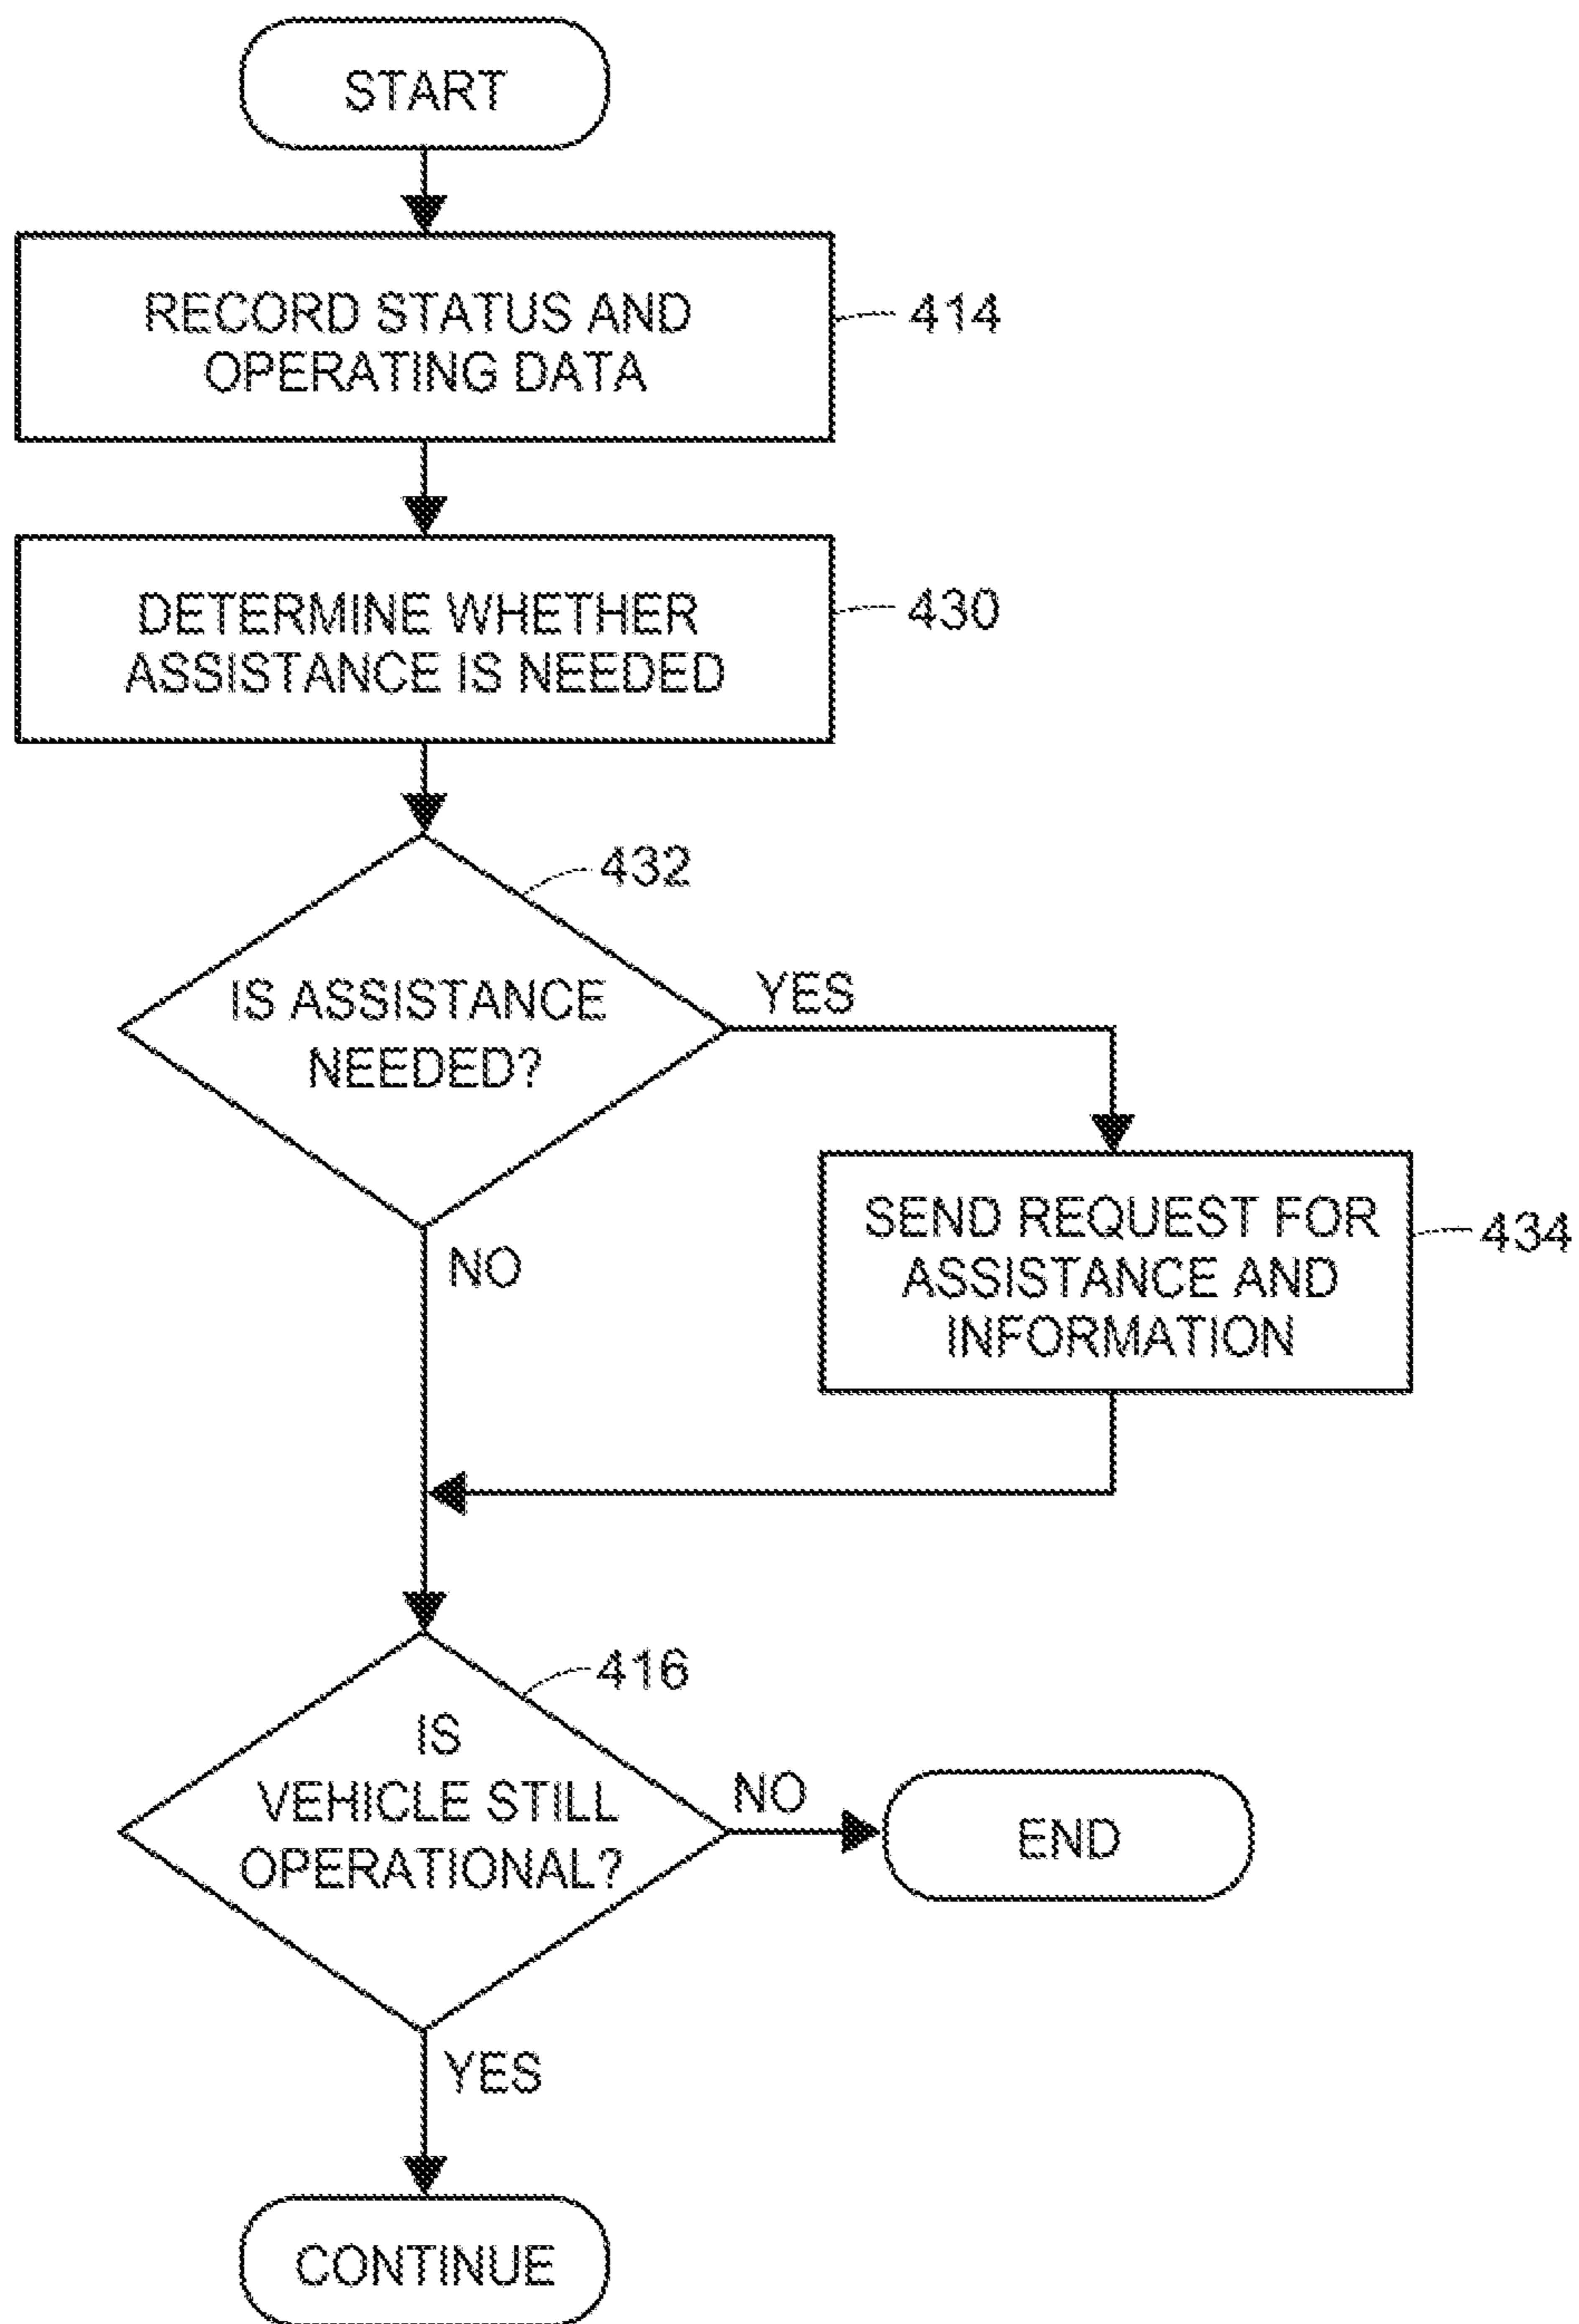 START
RECORD STATUS AND
OPERATING DATA
414
DETERMINE WHETHER
ASSISTANCE IS NEEDED
430
432
IS ASSISTANCE
NEEDED?
YES
NO
SEND REQUEST FOR
ASSISTANCE AND
INFORMATION
434
416
IS
VEHICLE STILL
OPERATIONAL?
NO
END
YES
CONTINUE